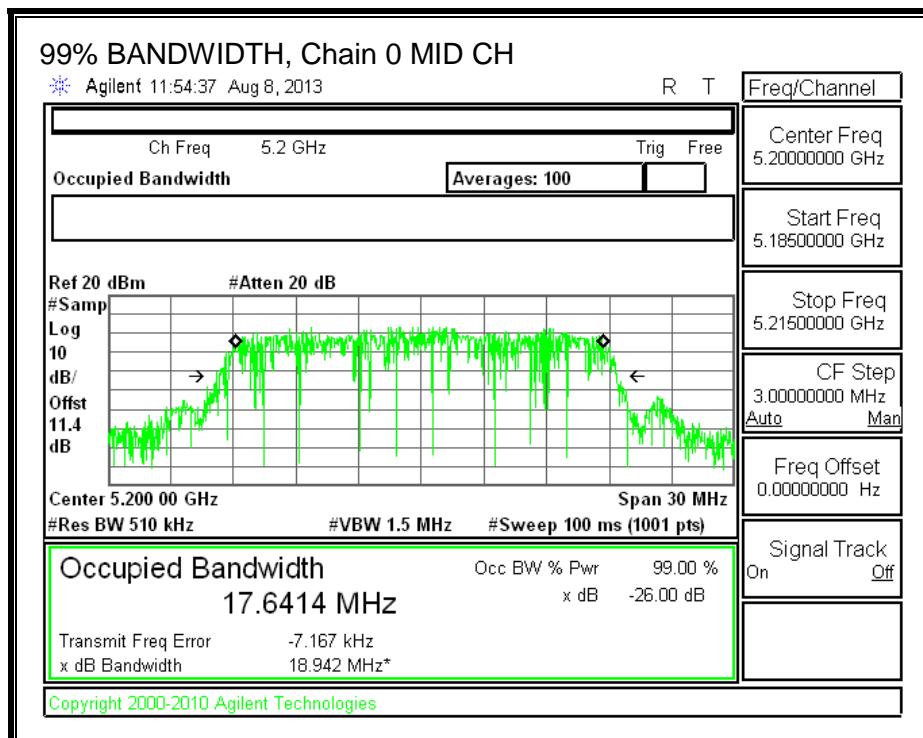 99% BANDWIDTH, Chain 0 MID CH
Agilent 11:54:37 Aug 8, 2013 R T
Freq/Channel
Ch Freq 5.2 GHz Trig Free
Occupied Bandwidth Averages: 100
Center Freq
5.20000000 GHz
Start Freq
5.18500000 GHz
Stop Freq
5.21500000 GHz
CF Step
3.00000000 MHz
Auto Man
Freq Offset
0.00000000 Hz
Signal Track
On Off
Ref 20 dBm #Atten 20 dB
#Samp
Log
10
dB/
Offst
11.4
dB
Center 5.200 00 GHz Span 30 MHz
#Res BW 510 kHz #VBW 1.5 MHz #Sweep 100 ms (1001 pts)
Occupied Bandwidth Occ BW % Pwr 99.00 %
17.6414 MHz x dB -26.00 dB
Transmit Freq Error -7.167 kHz
x dB Bandwidth 18.942 MHz*
Copyright 2000-2010 Agilent Technologies